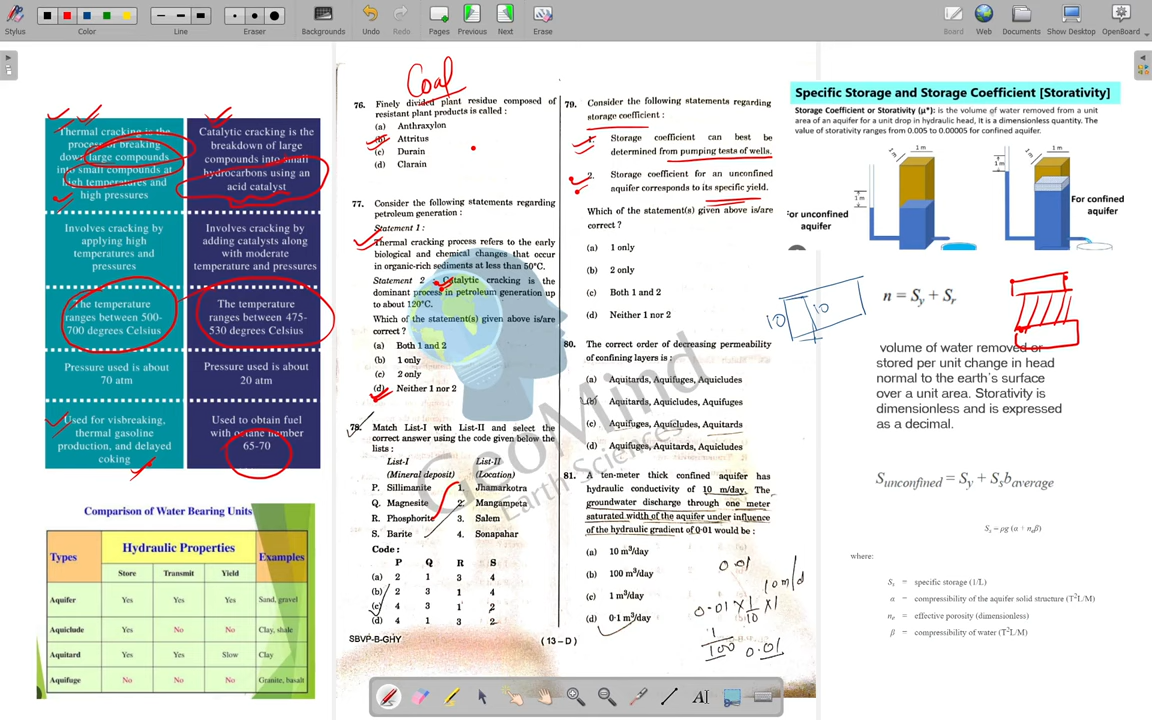 Stylus
Color
Line
Eraser
Backgrounds
Undo
Redo
Pages
Previous
Next
Erase
Board
Web
Documents
Show Desktop
OpenBoard
Thermal cracking is the
process of breaking
down large compounds
into small compounds at
high temperatures and
high pressures
Catalytic cracking is the
breakdown of large
compounds into small
hydrocarbons using an
acid catalyst
Involves cracking by
applying high
temperatures and
pressures
Involves cracking by
adding catalysts along
with moderate
temperature and pressures
The temperature
ranges between 500-
700 degrees Celsius
The temperature
ranges between 475-
530 degrees Celsius
Pressure used is about
70 atm
Pressure used is about
20 atm
Used for visbreaking,
thermal gasoline
production, and delayed
coking
Used to obtain fuel
with octane number
65-70
Comparison of Water Bearing Units
Types
Hydraulic Properties
Examples
Store Transmit Yield
Aquifer Yes Yes Yes Sand, gravel
Aquiclude Yes No No Clay, shale
Aquitard Yes Yes Slow Clay
Aquifuge No No No Granite, basalt
Coal
76. Finely divided plant residue composed of
resistant plant products is called :
(a) Anthraxylon
(b) Attritus
(c) Durain
(d) Clarain
77. Consider the following statements regarding
petroleum generation :
Statement 1 :
Thermal cracking process refers to the early
biological and chemical changes that occur
in organic-rich sediments at less than 50°C.
Statement 2 : Catalytic cracking is the
dominant process in petroleum generation up
to about 120°C.
Which of the statement(s) given above is/are
correct ?
(a) Both 1 and 2
(b) 1 only
(c) 2 only
(d) Neither 1 nor 2
78. Match List-I with List-II and select the
correct answer using the code given below the
lists :
List-I List-II
(Mineral deposit) (Location)
P. Sillimanite 1. Jhamarkotra
Q. Magnesite 2. Mangampeta
R. Phosphorite 3. Salem
S. Barite 4. Sonapahar
Code :
P Q R S
(a) 2 1 3 4
(b) 2 3 1 4
(c) 4 3 1 2
(d) 4 1 3 2
SBVP-B-GHY
( 13 – D )
79. Consider the following statements regarding
storage coefficient :
1. Storage coefficient can best be
determined from pumping tests of wells.
2. Storage coefficient for an unconfined
aquifer corresponds to its specific yield.
Which of the statement(s) given above is/are
correct ?
(a) 1 only
(b) 2 only
(c) Both 1 and 2
(d) Neither 1 nor 2
80. The correct order of decreasing permeability
of confining layers is :
(a) Aquitards, Aquifuges, Aquicludes
(b) Aquitards, Aquicludes, Aquifuges
(c) Aquifuges, Aquicludes, Aquitards
(d) Aquifuges, Aquitards, Aquicludes
81. A ten-meter thick confined aquifer has
hydraulic conductivity of 10 m/day. The
groundwater discharge through one meter
saturated width of the aquifer under influence
of the hydraulic gradient of 0·01 would be :
(a) 10 m³/day
(b) 100 m³/day
(c) 1 m³/day
(d) 0·1 m³/day
0.01
10 m/d
0.01 × 1/10 × 1
1/100 0.01
GeoMind
Earth Sciences
Specific Storage and Storage Coefficient [Storativity]
Storage Coefficient or Storativity (µ*): is the volume of water removed from a unit
area of an aquifer for a unit drop in hydraulic head, it is a dimensionless quantity. The
value of storativity ranges from 0.005 to 0.00005 for confined aquifer.
1 m
1 m
1 m
1 m
1 m
1 m
For unconfined
aquifer
For confined
aquifer
10
10
n = Sy + Sr
volume of water removed or
stored per unit change in head
normal to the earth's surface
over a unit area. Storativity is
dimensionless and is expressed
as a decimal.
Sunconfined = Sy + Ssbaverage
Ss = ρg (α + neβ)
where:
Ss = specific storage (1/L)
α = compressibility of the aquifer solid structure (T²L/M)
ne = effective porosity (dimensionless)
β = compressibility of water (T²L/M)